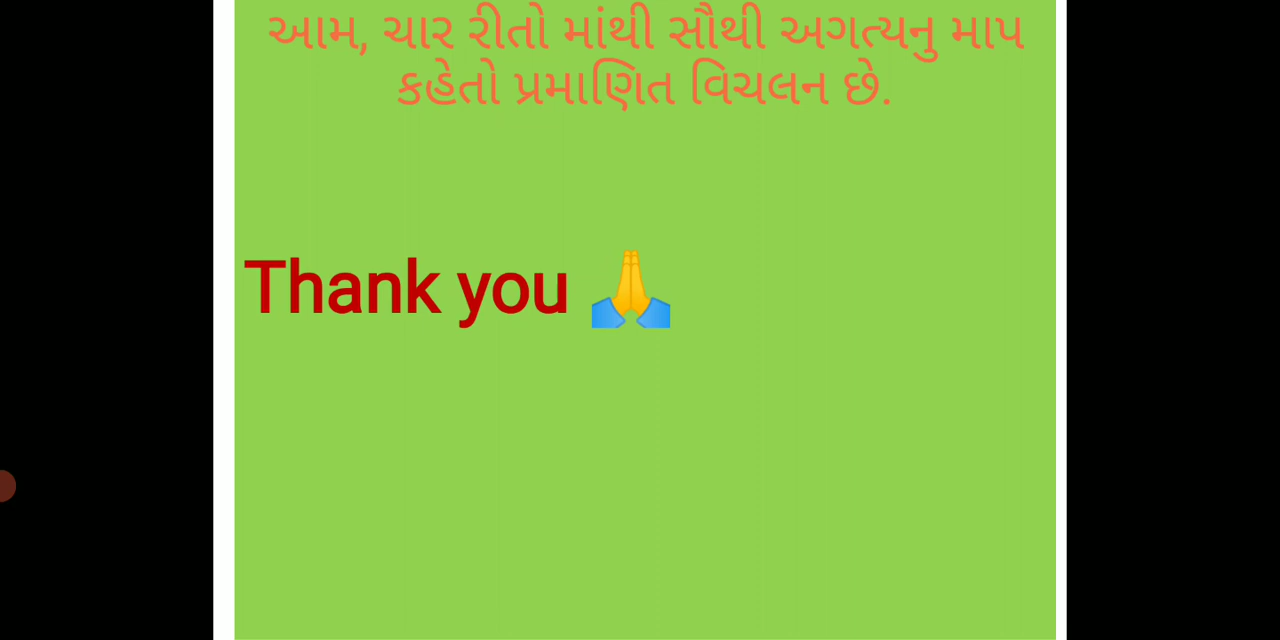 આમ, ચાર રીતો માંથી સૌથી અગત્યનુ માપ
કહેતો પ્રમાણિત વિચલન છે.
Thank you 🙏